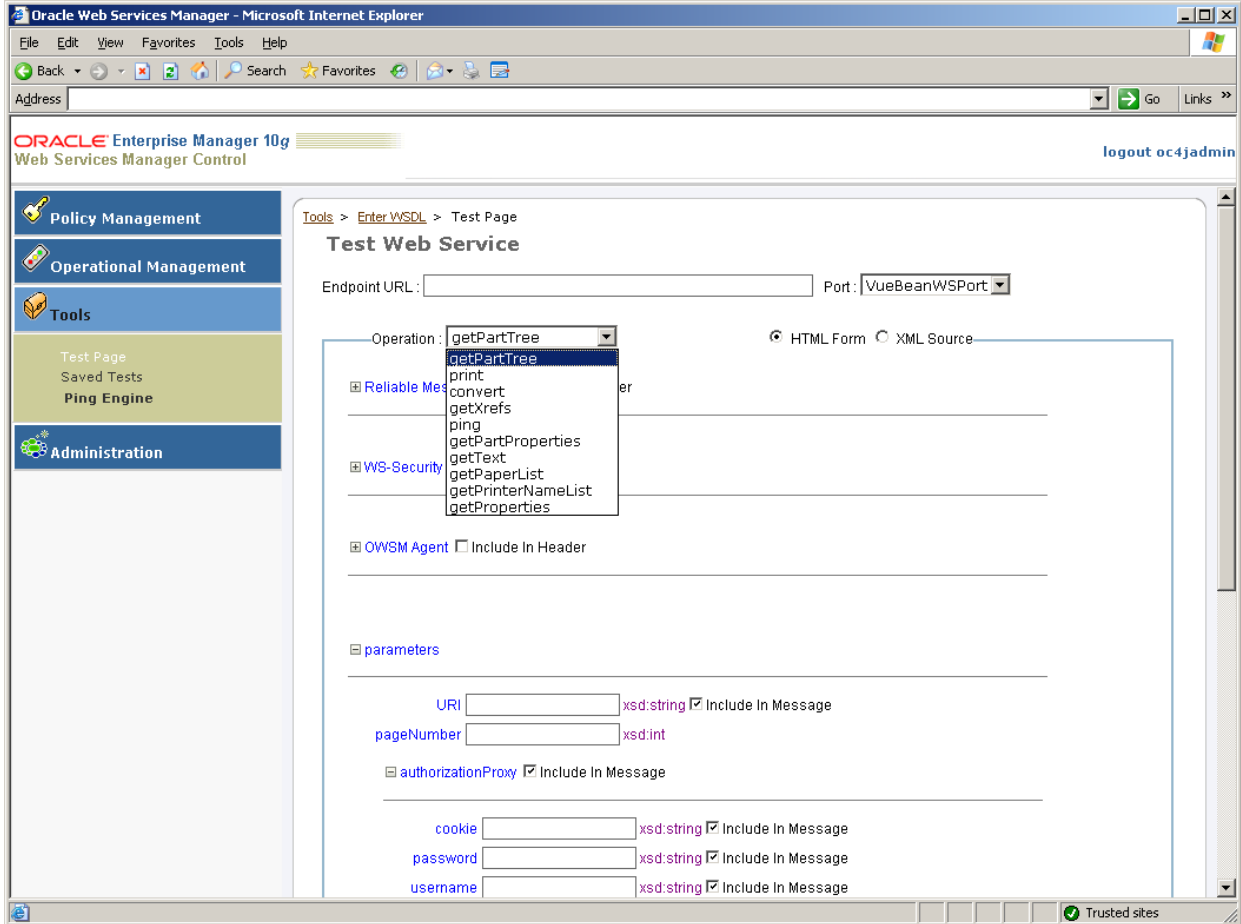 Oracle Web Services Manager - Microsoft Internet Explorer
File Edit View Favorites Tools Help
Back Search Favorites
Address Go Links »
ORACLE Enterprise Manager 10g
Web Services Manager Control
logout oc4jadmin
Policy Management
Operational Management
Tools
Test Page
Saved Tests
Ping Engine
Administration
Tools > Enter WSDL > Test Page
Test Web Service
Endpoint URL : Port : VueBeanWSPort
Operation : getPartTree HTML Form XML Source
getPartTree
print
convert
getXrefs
ping
getPartProperties
getText
getPaperList
getPrinterNameList
getProperties
Reliable Mes er
WS-Security
OWSM Agent Include In Header
parameters
URI xsd:string Include In Message
pageNumber xsd:int
authorizationProxy Include In Message
cookie xsd:string Include In Message
password xsd:string Include In Message
username xsd:string Include In Message
Trusted sites